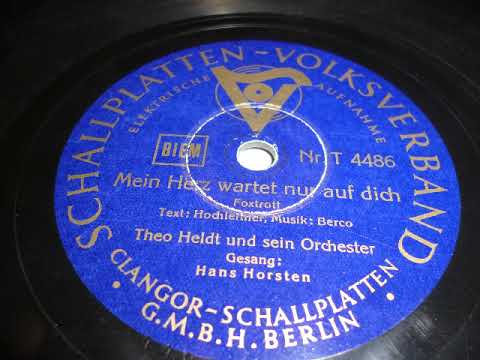 SCHALLPLATTEN-VOLKSVERBAND
ELEKTRISCHE AUFNAHME
BIEM
Nr. T 4486
Mein Herz wartet nur auf dich
Foxtrott
Text: Hochleitner, Musik: Berco
Theo Heldt und sein Orchester
Gesang:
Hans Horsten
• CLANGOR-SCHALLPLATTEN •
G.M.B.H. BERLIN